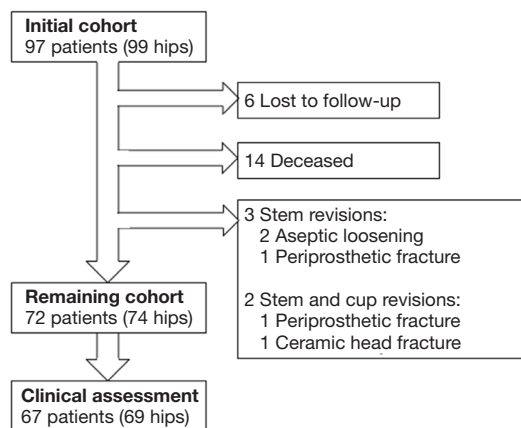 Initial cohort
97 patients (99 hips)
6 Lost to follow-up
14 Deceased
3 Stem revisions:
2 Aseptic loosening
1 Periprosthetic fracture
2 Stem and cup revisions:
1 Periprosthetic fracture
1 Ceramic head fracture
Remaining cohort
72 patients (74 hips)
Clinical assessment
67 patients (69 hips)